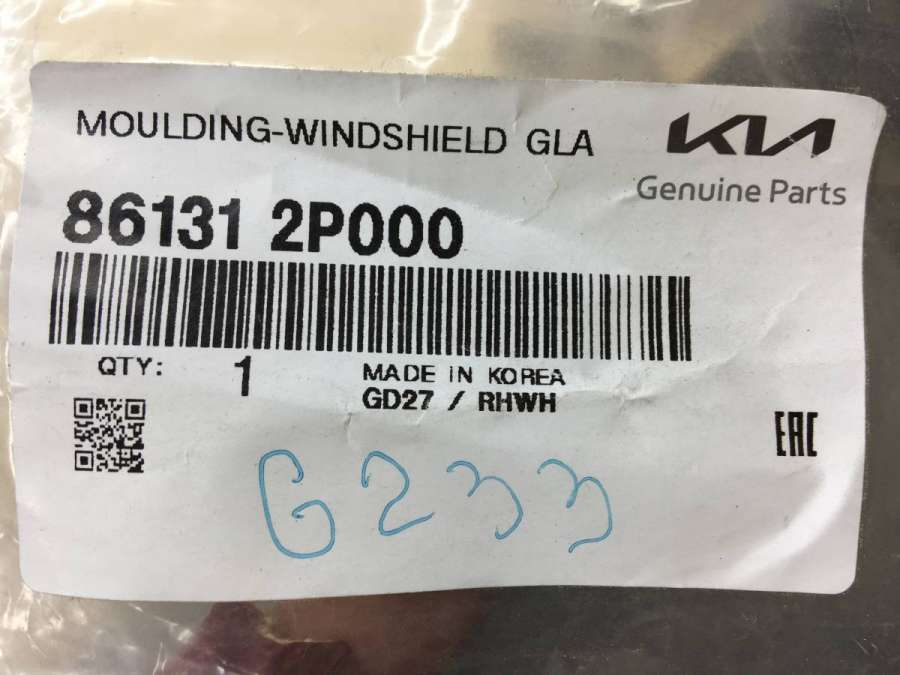 MOULDING-WINDSHIELD GLA
KIA
Genuine Parts
86131 2P000
QTY: 1
MADE IN KOREA
GD27 / RHWH
EAC
G233